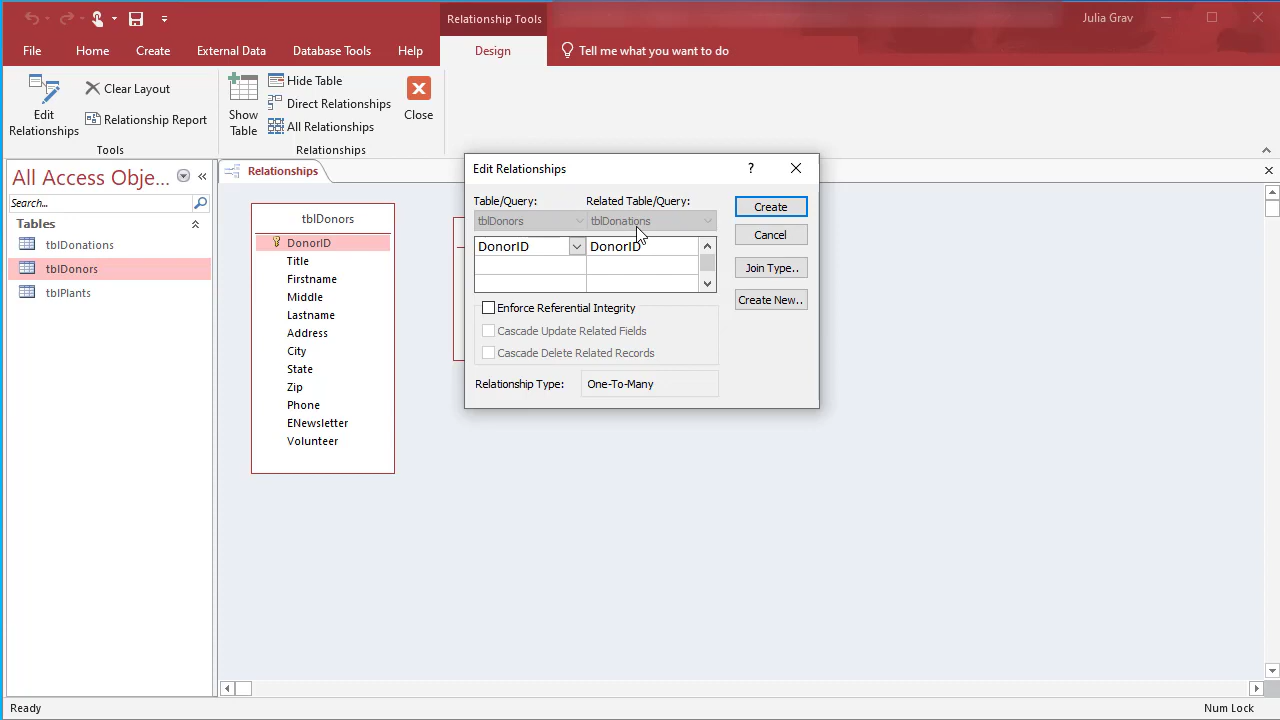 Relationship Tools
Julia Grav
File Home Create External Data Database Tools Help Design Tell me what you want to do
Edit Relationships
Clear Layout
Relationship Report
Tools
Show Table
Hide Table
Direct Relationships
All Relationships
Relationships
Close
All Access Obje...
Search...
Tables
tblDonations
tblDonors
tblPlants
Relationships
tblDonors
DonorID
Title
Firstname
Middle
Lastname
Address
City
State
Zip
Phone
ENewsletter
Volunteer
Edit Relationships
?
Table/Query: Related Table/Query:
tblDonors tblDonations
DonorID DonorID
Enforce Referential Integrity
Cascade Update Related Fields
Cascade Delete Related Records
Relationship Type: One-To-Many
Create
Cancel
Join Type..
Create New..
Ready
Num Lock